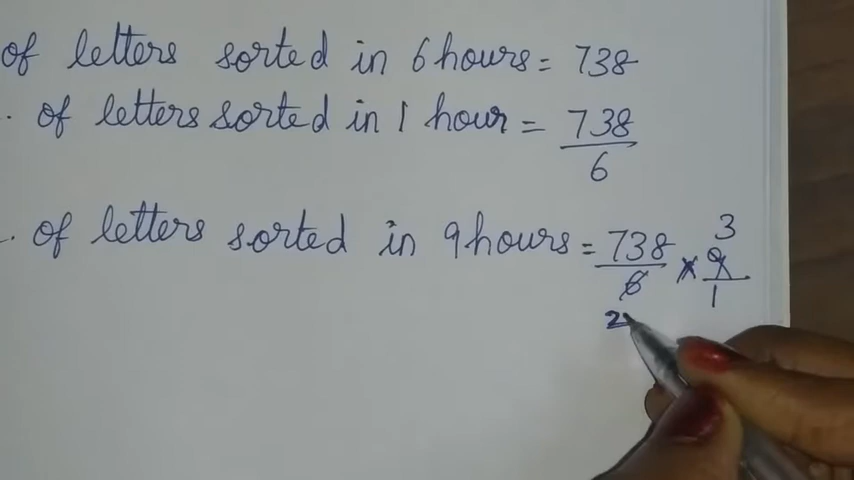 of letters sorted in 6 hours = 738
. of letters sorted in 1 hour = 738/6
. of letters sorted in 9 hours = 738/6 × 9/1
3
2